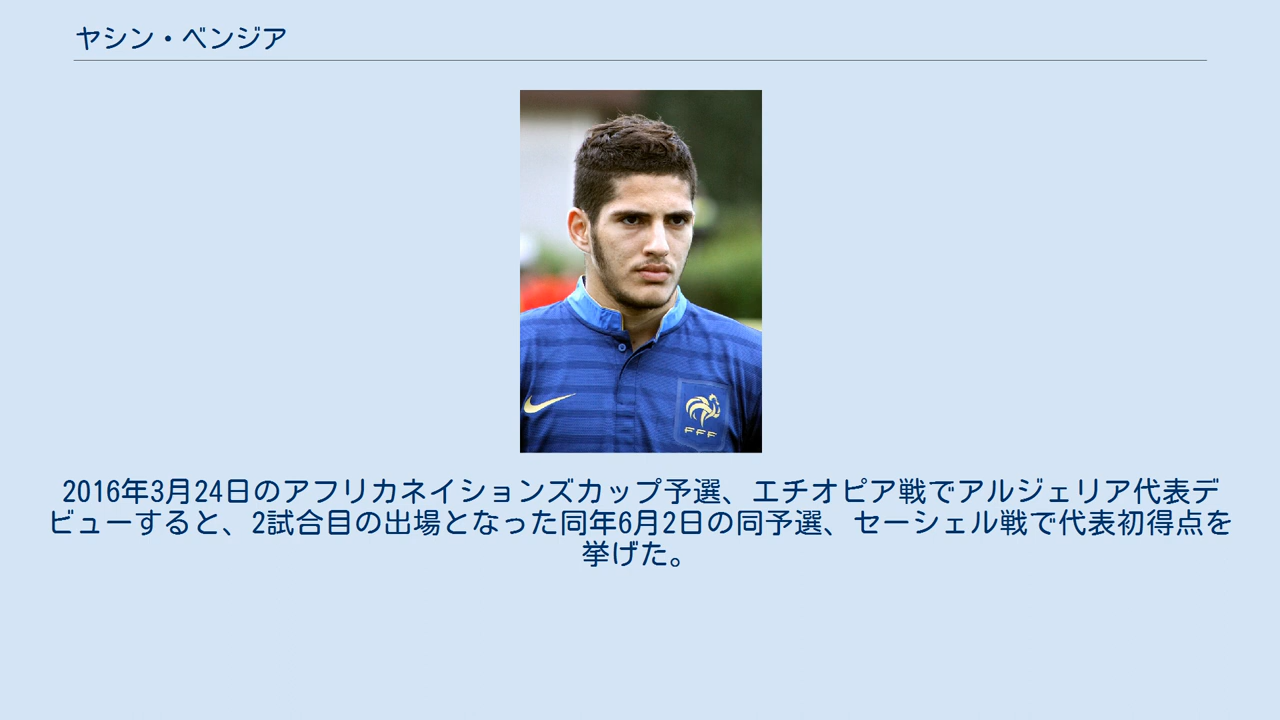 ヤシン・ベンジア
FFF
2016年3月24日のアフリカネイションズカップ予選、エチオピア戦でアルジェリア代表デ
ビューすると、2試合目の出場となった同年6月2日の同予選、セーシェル戦で代表初得点を
挙げた。